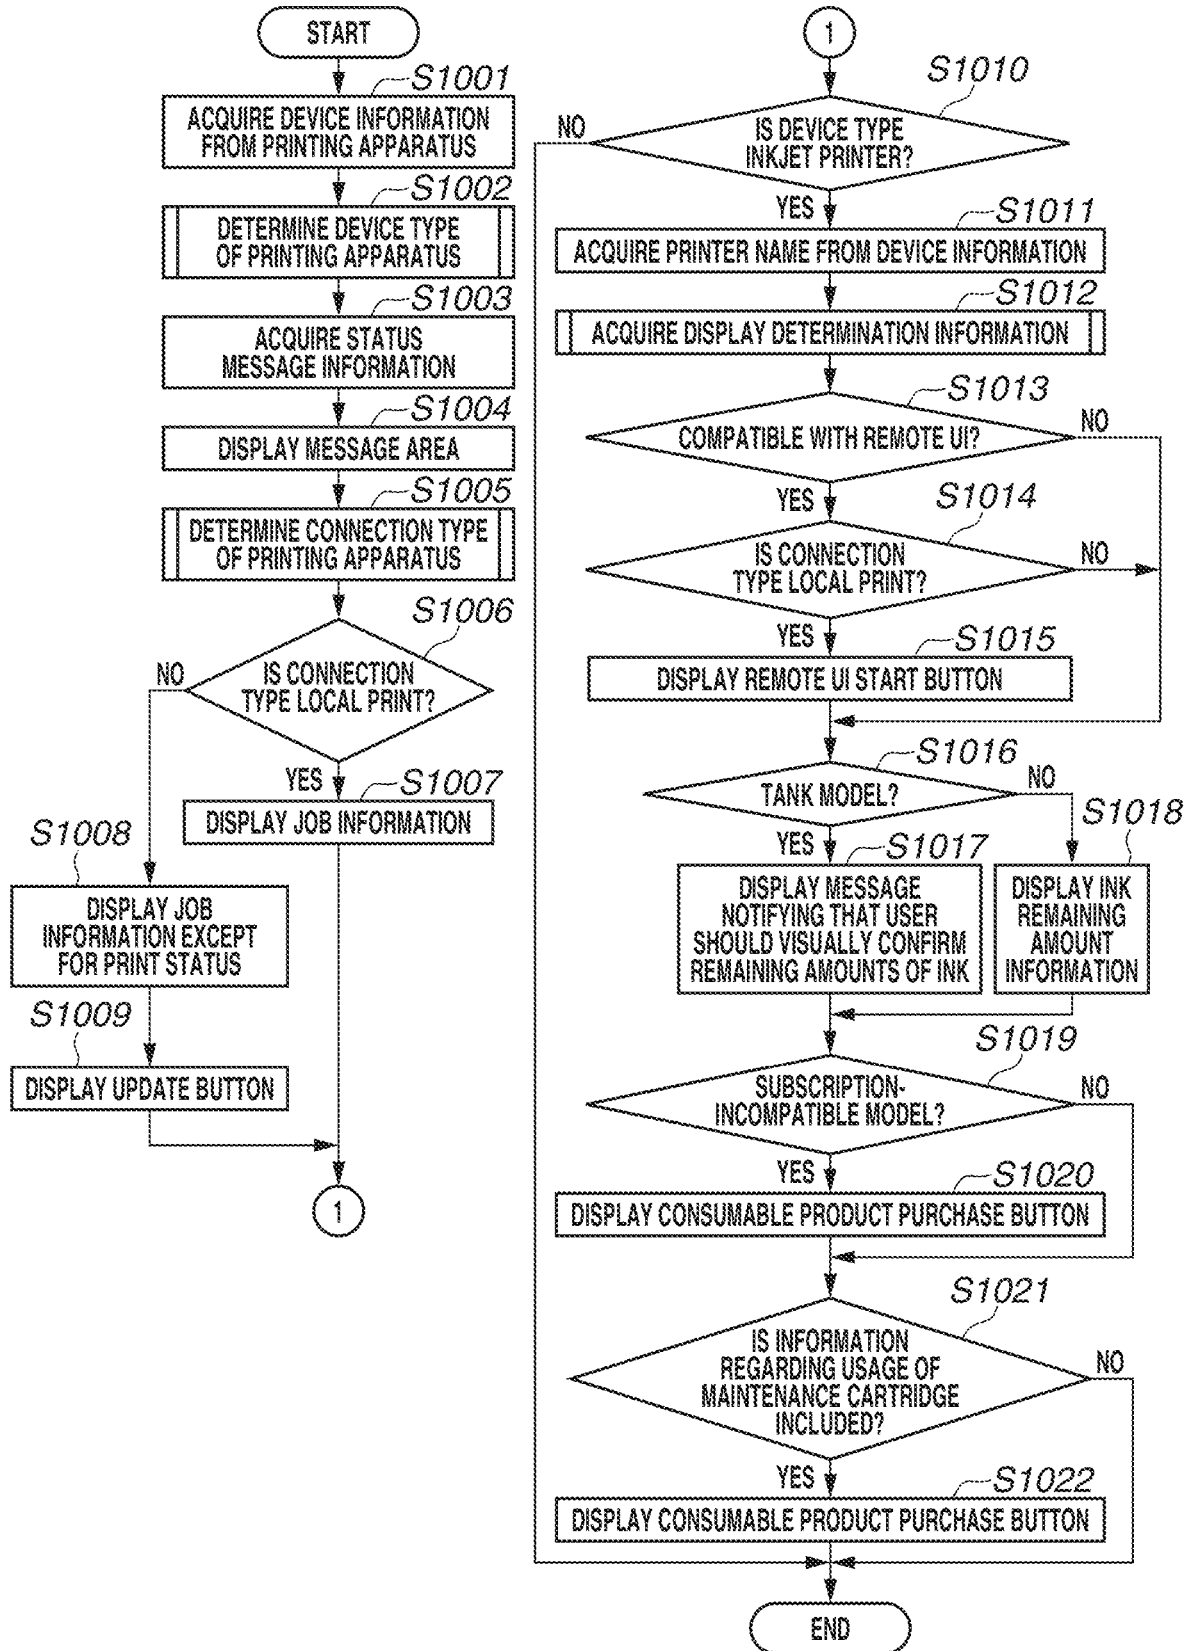 START
S1001
ACQUIRE DEVICE INFORMATION
FROM PRINTING APPARATUS
S1002
DETERMINE DEVICE TYPE
OF PRINTING APPARATUS
S1003
ACQUIRE STATUS
MESSAGE INFORMATION
S1004
DISPLAY MESSAGE AREA
S1005
DETERMINE CONNECTION TYPE
OF PRINTING APPARATUS
S1006
NO
IS CONNECTION
TYPE LOCAL PRINT?
YES
S1007
DISPLAY JOB INFORMATION
S1008
DISPLAY JOB
INFORMATION EXCEPT
FOR PRINT STATUS
S1009
DISPLAY UPDATE BUTTON
1
1
S1010
NO
IS DEVICE TYPE
INKJET PRINTER?
YES
S1011
ACQUIRE PRINTER NAME FROM DEVICE INFORMATION
S1012
ACQUIRE DISPLAY DETERMINATION INFORMATION
S1013
COMPATIBLE WITH REMOTE UI?
NO
YES
S1014
IS CONNECTION
TYPE LOCAL PRINT?
NO
YES
S1015
DISPLAY REMOTE UI START BUTTON
S1016
TANK MODEL?
NO
YES
S1017
DISPLAY MESSAGE
NOTIFYING THAT USER
SHOULD VISUALLY CONFIRM
REMAINING AMOUNTS OF INK
S1018
DISPLAY INK
REMAINING
AMOUNT
INFORMATION
S1019
SUBSCRIPTION-
INCOMPATIBLE MODEL?
NO
YES
S1020
DISPLAY CONSUMABLE PRODUCT PURCHASE BUTTON
S1021
IS INFORMATION
REGARDING USAGE OF
MAINTENANCE CARTRIDGE
INCLUDED?
NO
YES
S1022
DISPLAY CONSUMABLE PRODUCT PURCHASE BUTTON
END